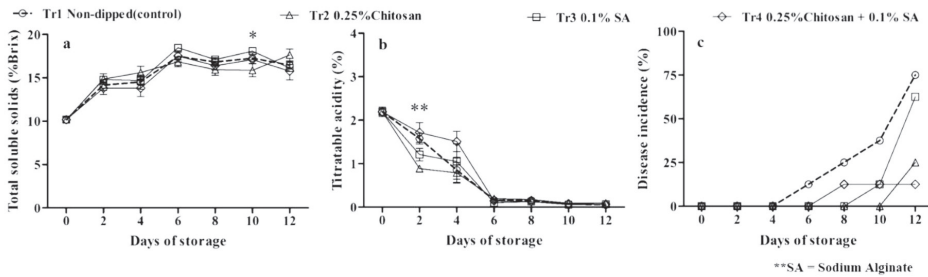 Tr1 Non-dipped(control) Tr2 0.25%Chitosan Tr3 0.1% SA Tr4 0.25%Chitosan + 0.1% SA
a
*
Total soluble solids (%Brix)
20
15
10
5
0
0 2 4 6 8 10 12
Days of storage
b
**
Titratable acidity (%)
4
3
2
1
0
0 2 4 6 8 10 12
Days of storage
c
Disease incidence (%)
100
75
50
25
0
0 2 4 6 8 10 12
Days of storage
**SA = Sodium Alginate